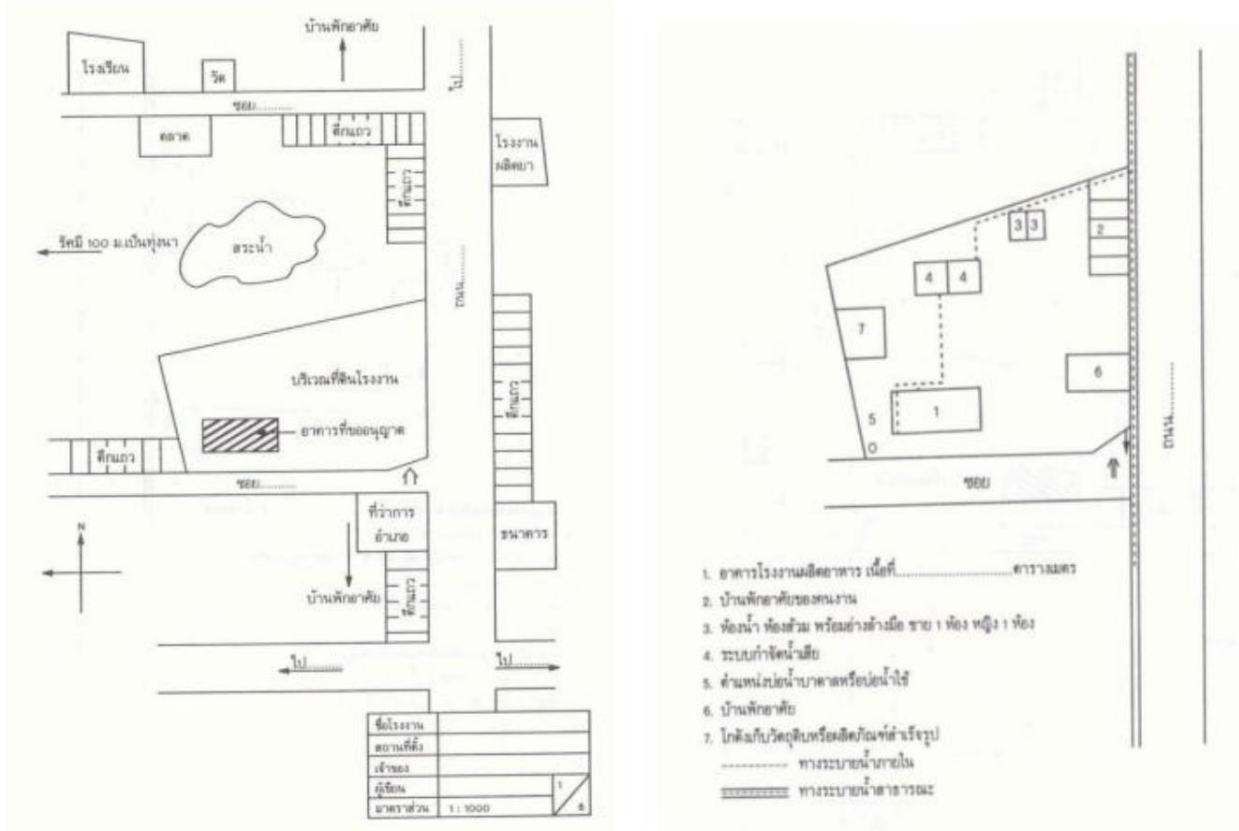 บ้านพักอาศัย
โรงเรียน
วัด
ไป..........
ซอย..........
ตลาด
ตึกแถว
โรงงาน
ผลิตยา
ตึกแถว
รัศมี 100 ม.เป็นทุ่งนา
สระน้ำ
ถนน..........
บริเวณที่ดินโรงงาน
ตึกแถว
อาคารที่ขออนุญาต
ตึกแถว
ซอย..........
ที่ว่าการ
อำเภอ
ธนาคาร
N
บ้านพักอาศัย
ตึกแถว
ไป..........
ไป..........
ชื่อโรงงาน
สถานที่ตั้ง
เจ้าของ
ผู้เขียน
1
6
มาตราส่วน 1 : 1000
3 3
2
4 4
7
6
1
5
ถนน..........
ซอย
1. อาคารโรงงานผลิตอาหาร เนื้อที่....................ตารางเมตร
2. บ้านพักอาศัยของคนงาน
3. ห้องน้ำ ห้องส้วม พร้อมอ่างล้างมือ ชาย 1 ห้อง หญิง 1 ห้อง
4. ระบบกำจัดน้ำเสีย
5. ตำแหน่งบ่อน้ำบาดาลหรือบ่อน้ำใช้
6. บ้านพักอาศัย
7. โกดังเก็บวัตถุดิบหรือผลิตภัณฑ์สำเร็จรูป
ทางระบายน้ำภายใน
ทางระบายน้ำสาธารณะ